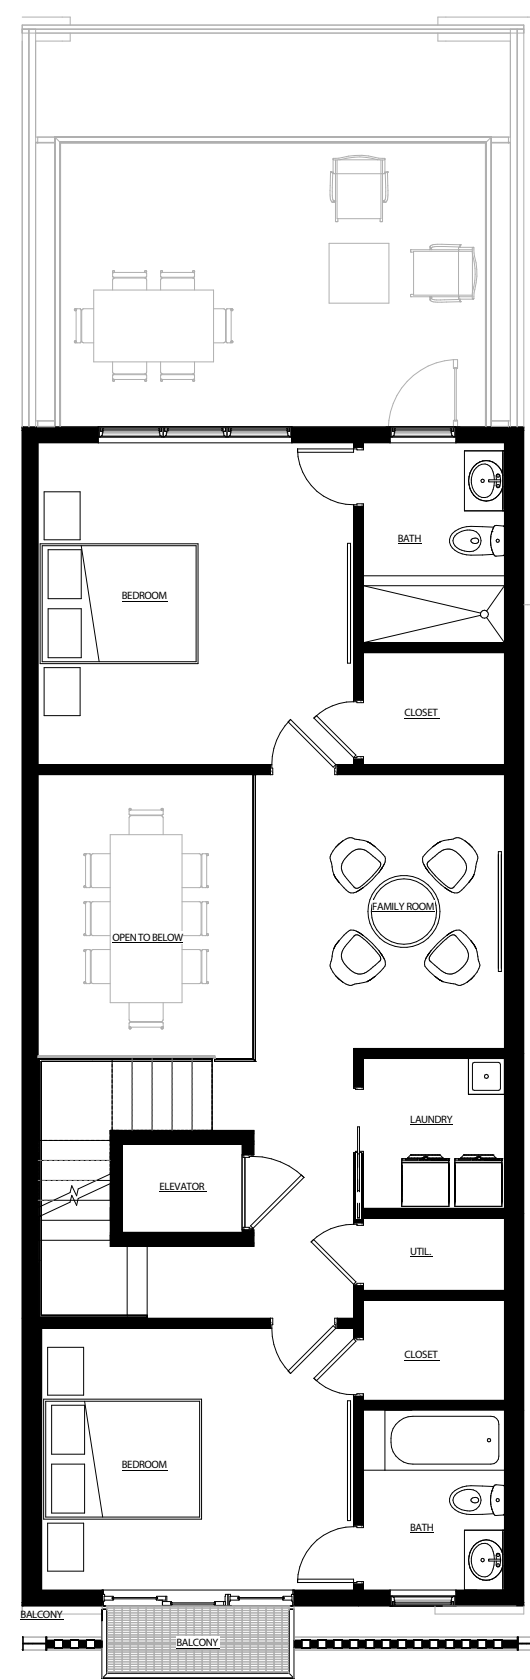 BATH
BEDROOM
CLOSET
FAMILY ROOM
OPEN TO BELOW
LAUNDRY
ELEVATOR
UTIL.
CLOSET
BEDROOM
BATH
BALCONY
BALCONY